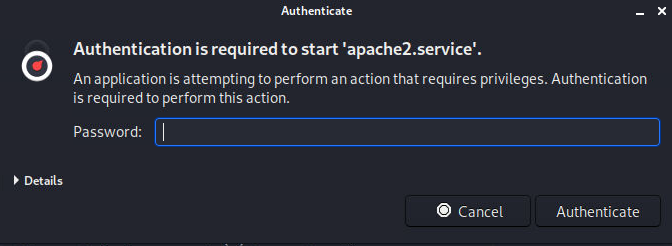 Authenticate
Authentication is required to start 'apache2.service'.
An application is attempting to perform an action that requires privileges. Authentication
is required to perform this action.
Password:
Details
Cancel
Authenticate